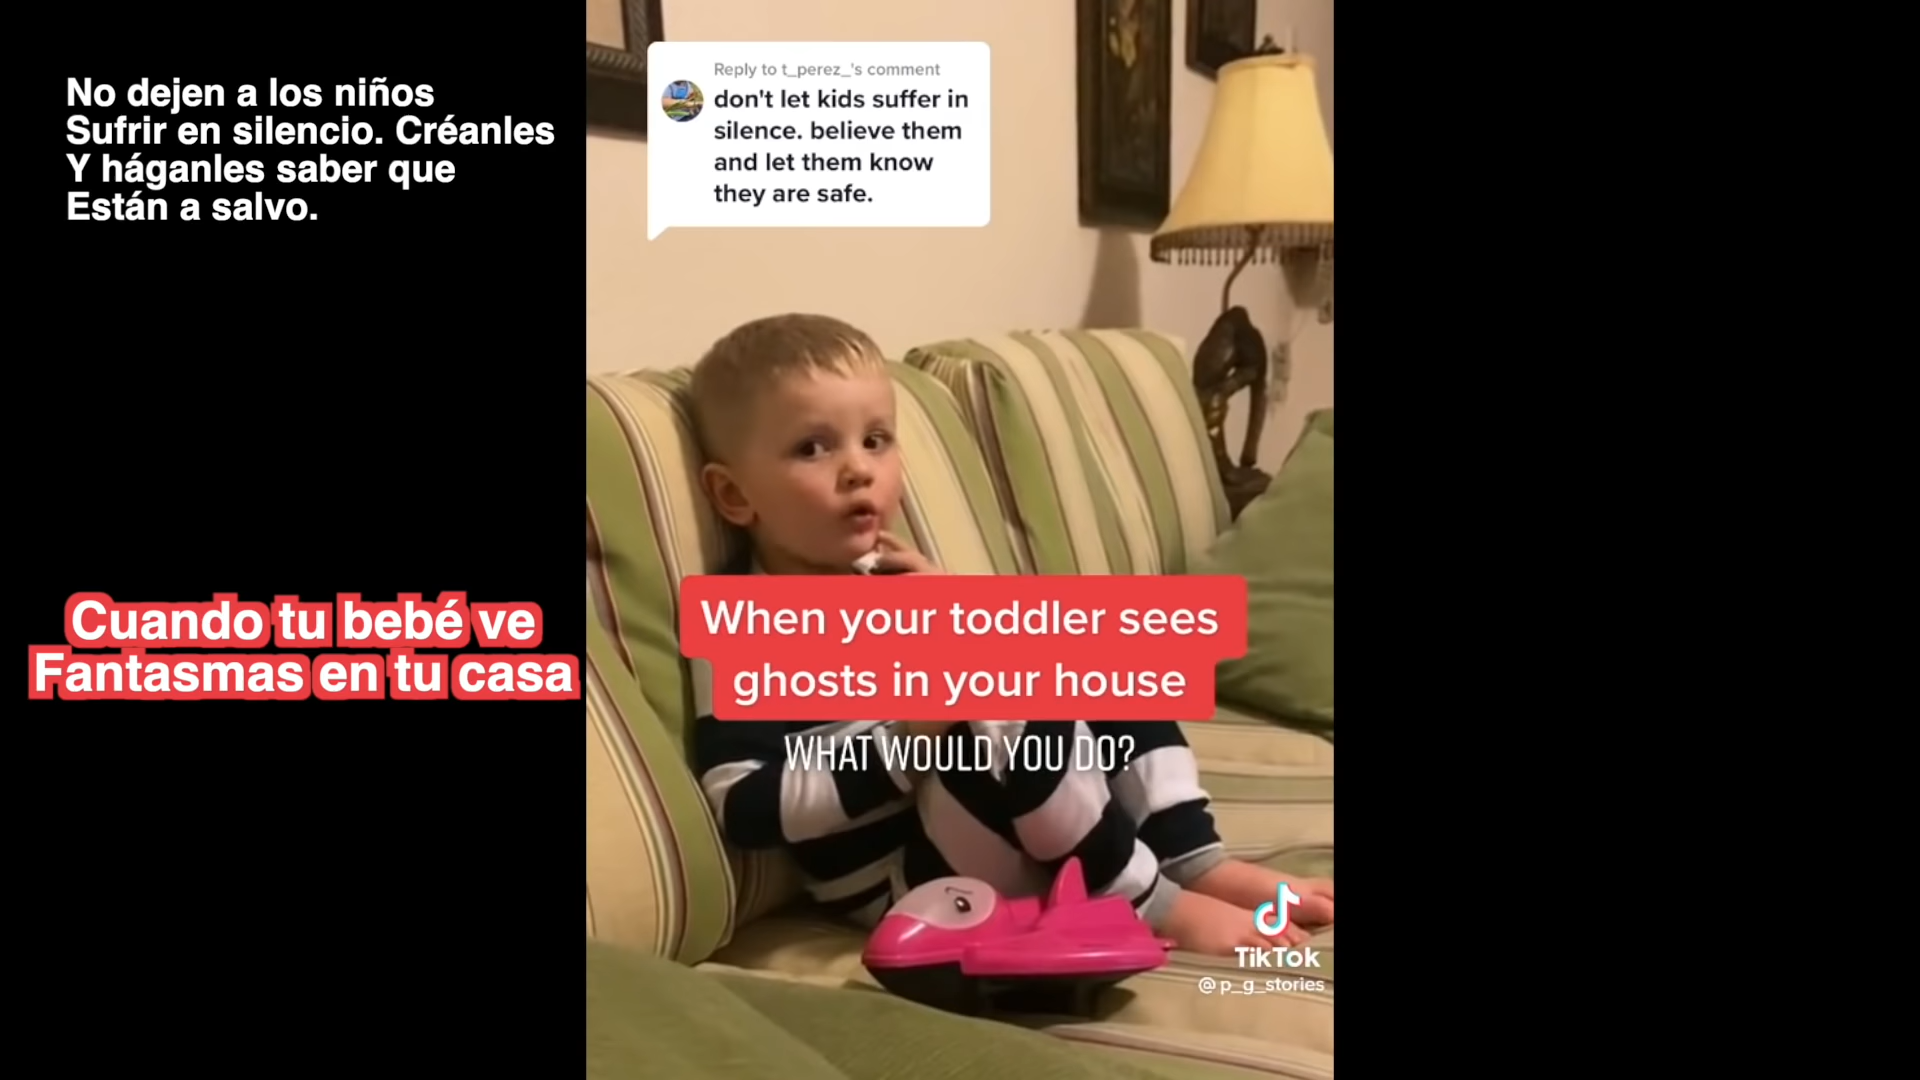 No dejen a los niños
Sufrir en silencio. Créanles
Y háganles saber que
Están a salvo.
Reply to t_perez_'s comment
don't let kids suffer in
silence. believe them
and let them know
they are safe.
Cuando tu bebé ve
Fantasmas en tu casa
When your toddler sees
ghosts in your house
WHAT WOULD YOU DO?
TikTok
@p_g_stories